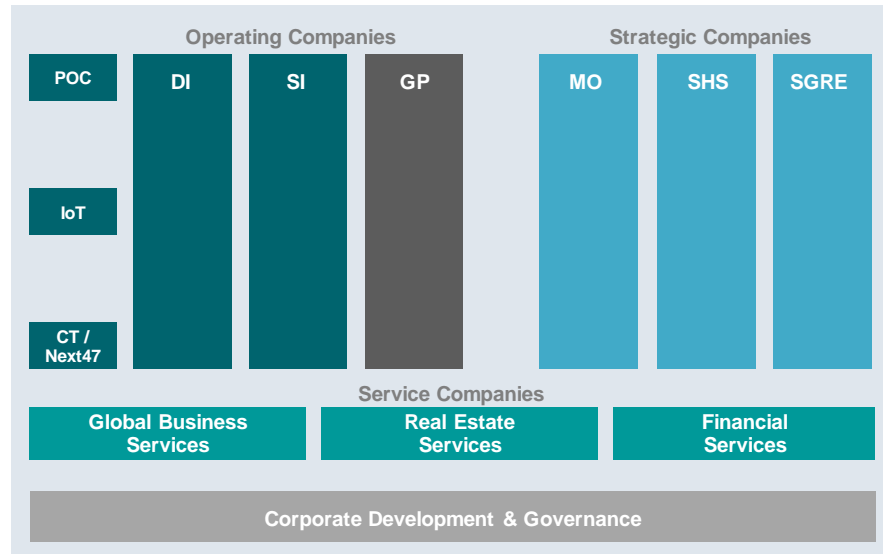 Operating Companies
Strategic Companies
POC
DI
SI
GP
MO
SHS
SGRE
IoT
CT /
Next47
Service Companies
Global Business
Services
Real Estate
Services
Financial
Services
Corporate Development & Governance